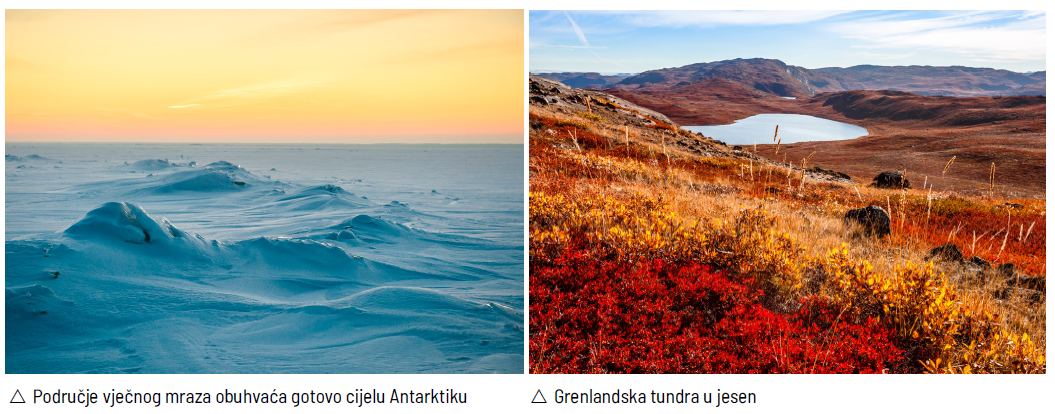 △ Područje vječnog mraza obuhvaća gotovo cijelu Antarktiku
△ Grenlandska tundra u jesen